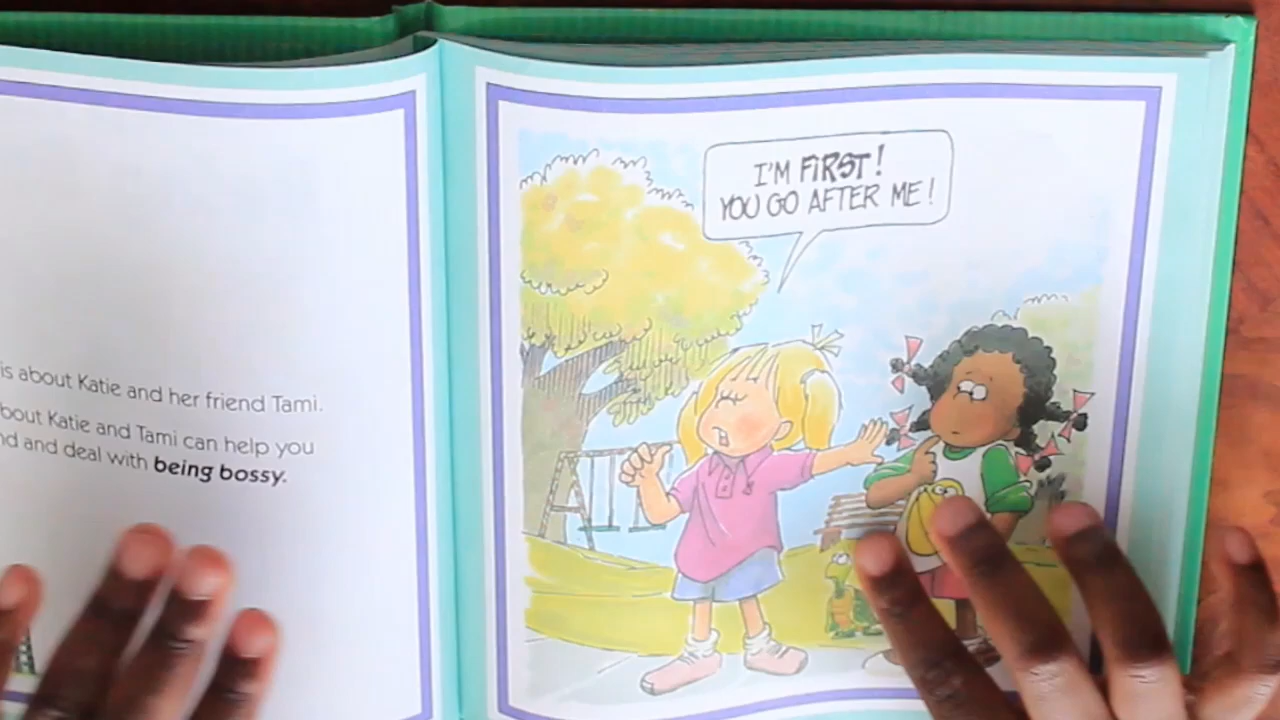 is about Katie and her friend Tami.
bout Katie and Tami can help you
nd and deal with being bossy.
I'M FIRST!
YOU GO AFTER ME!